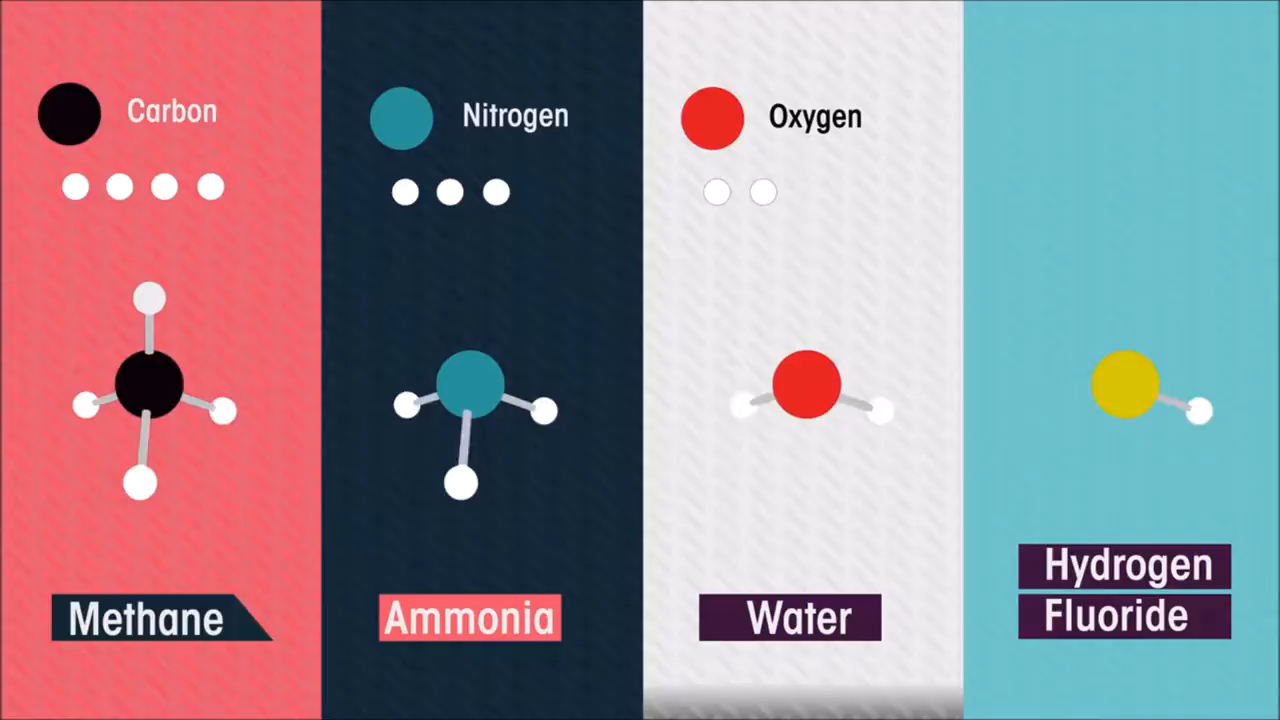 Carbon
Nitrogen
Oxygen
Methane
Ammonia
Water
Hydrogen
Fluoride